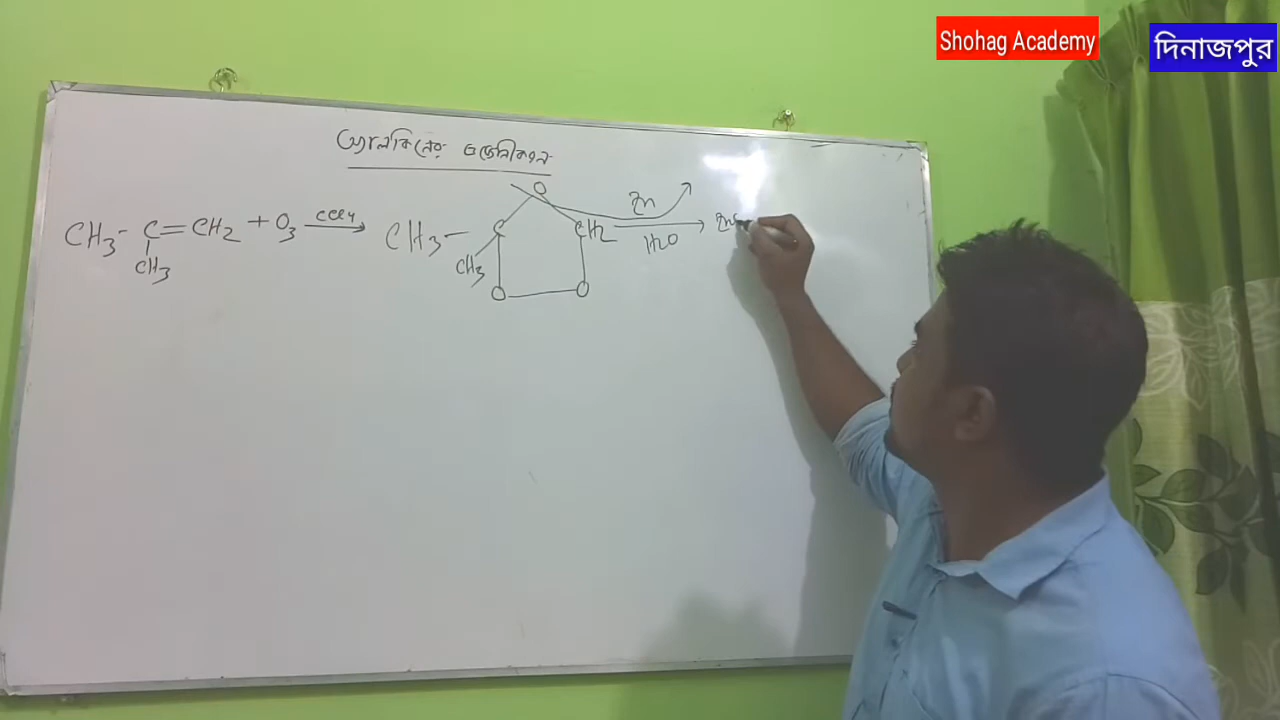 Shohag Academy
দিনাজপুর
অ্যালকিনের ওজোনীকরণ
CH3- C=CH2 + O3 CCl4 CH3- C O CH2 Zn H2O
CH3 CH3
O O